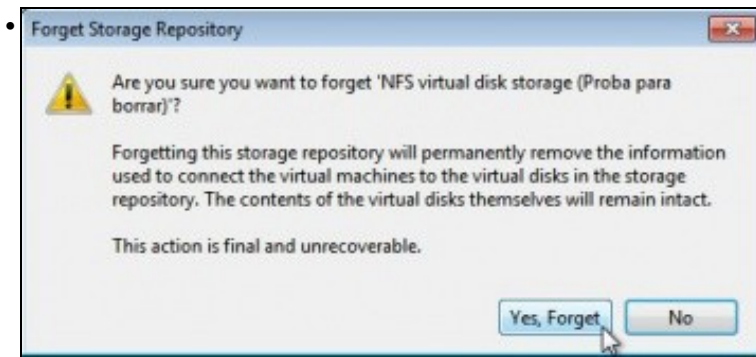 Forget Storage Repository
Are you sure you want to forget 'NFS virtual disk storage (Proba para
borrar)'?
Forgetting this storage repository will permanently remove the information
used to connect the virtual machines to the virtual disks in the storage
repository. The contents of the virtual disks themselves will remain intact.
This action is final and unrecoverable.
Yes, Forget No